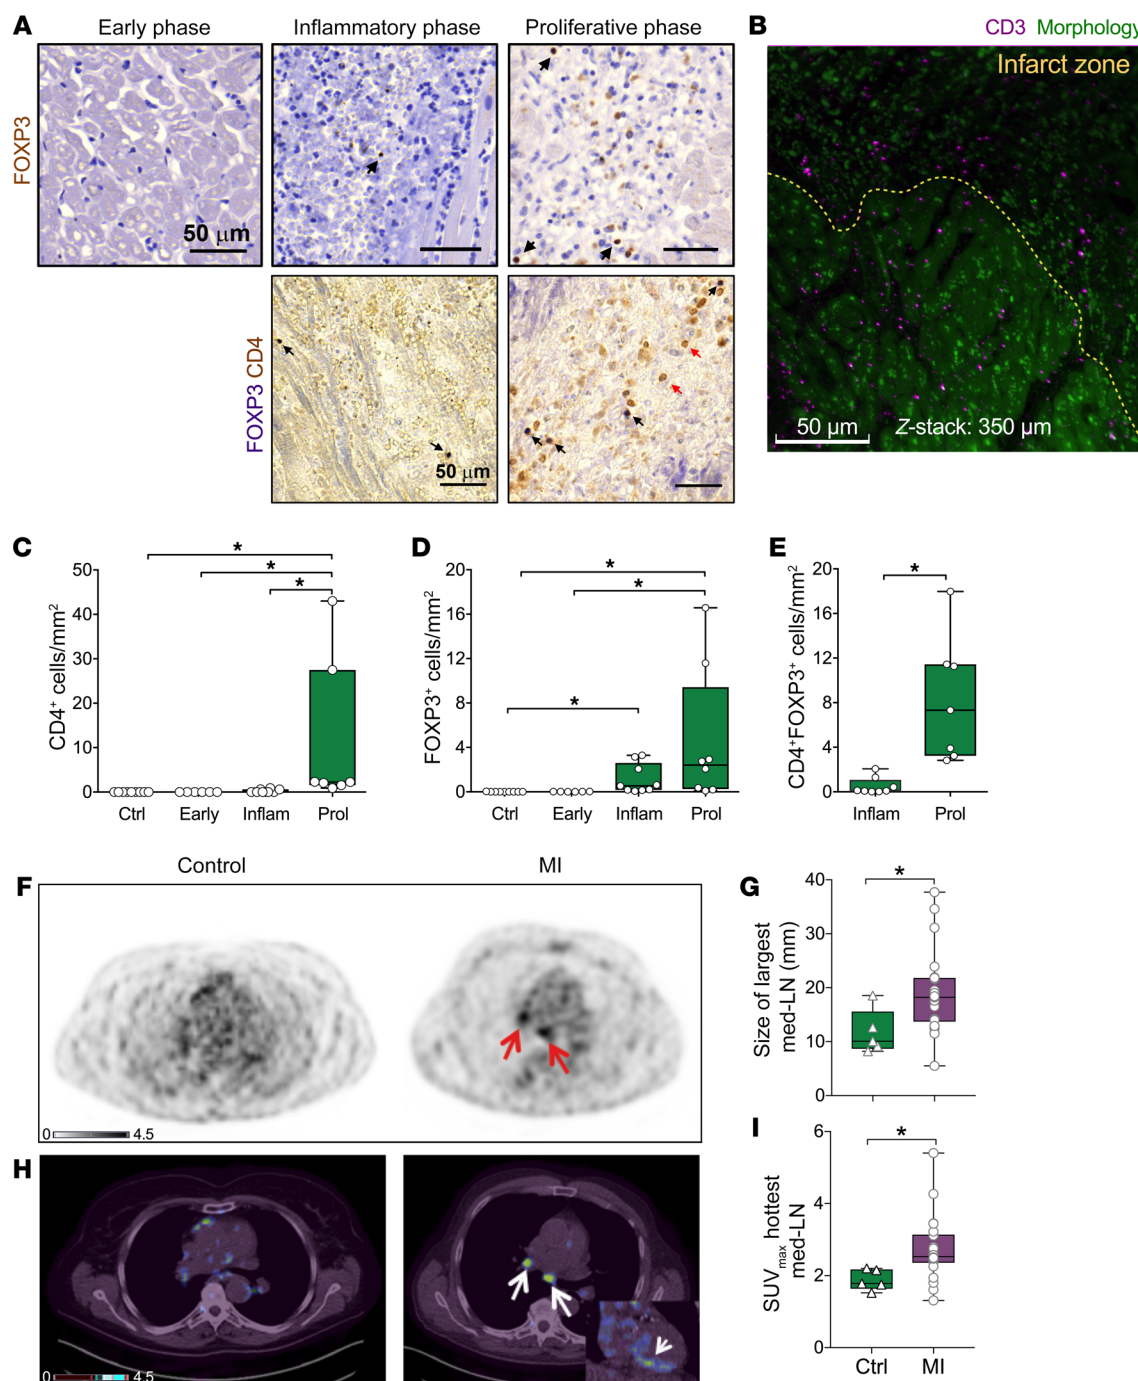 A
Early phase
Inflammatory phase
Proliferative phase
FOXP3
50 μm
FOXP3 CD4
50 μm
B
CD3 Morphology
Infarct zone
50 μm
Z-stack: 350 μm
C
CD4⁺ cells/mm²
50
40
30
20
10
0
*
*
*
Ctrl
Early
Inflam
Prol
D
FOXP3⁺ cells/mm²
20
16
12
8
4
0
*
*
*
Ctrl
Early
Inflam
Prol
E
CD4⁺FOXP3⁺ cells/mm²
20
16
12
8
4
0
*
Inflam
Prol
F
Control
MI
0
4.5
G
Size of largest
med-LN (mm)
40
30
20
10
0
*
H
0
4.5
I
SUVmax hottest
med-LN
6
4
2
0
*
Ctrl
MI